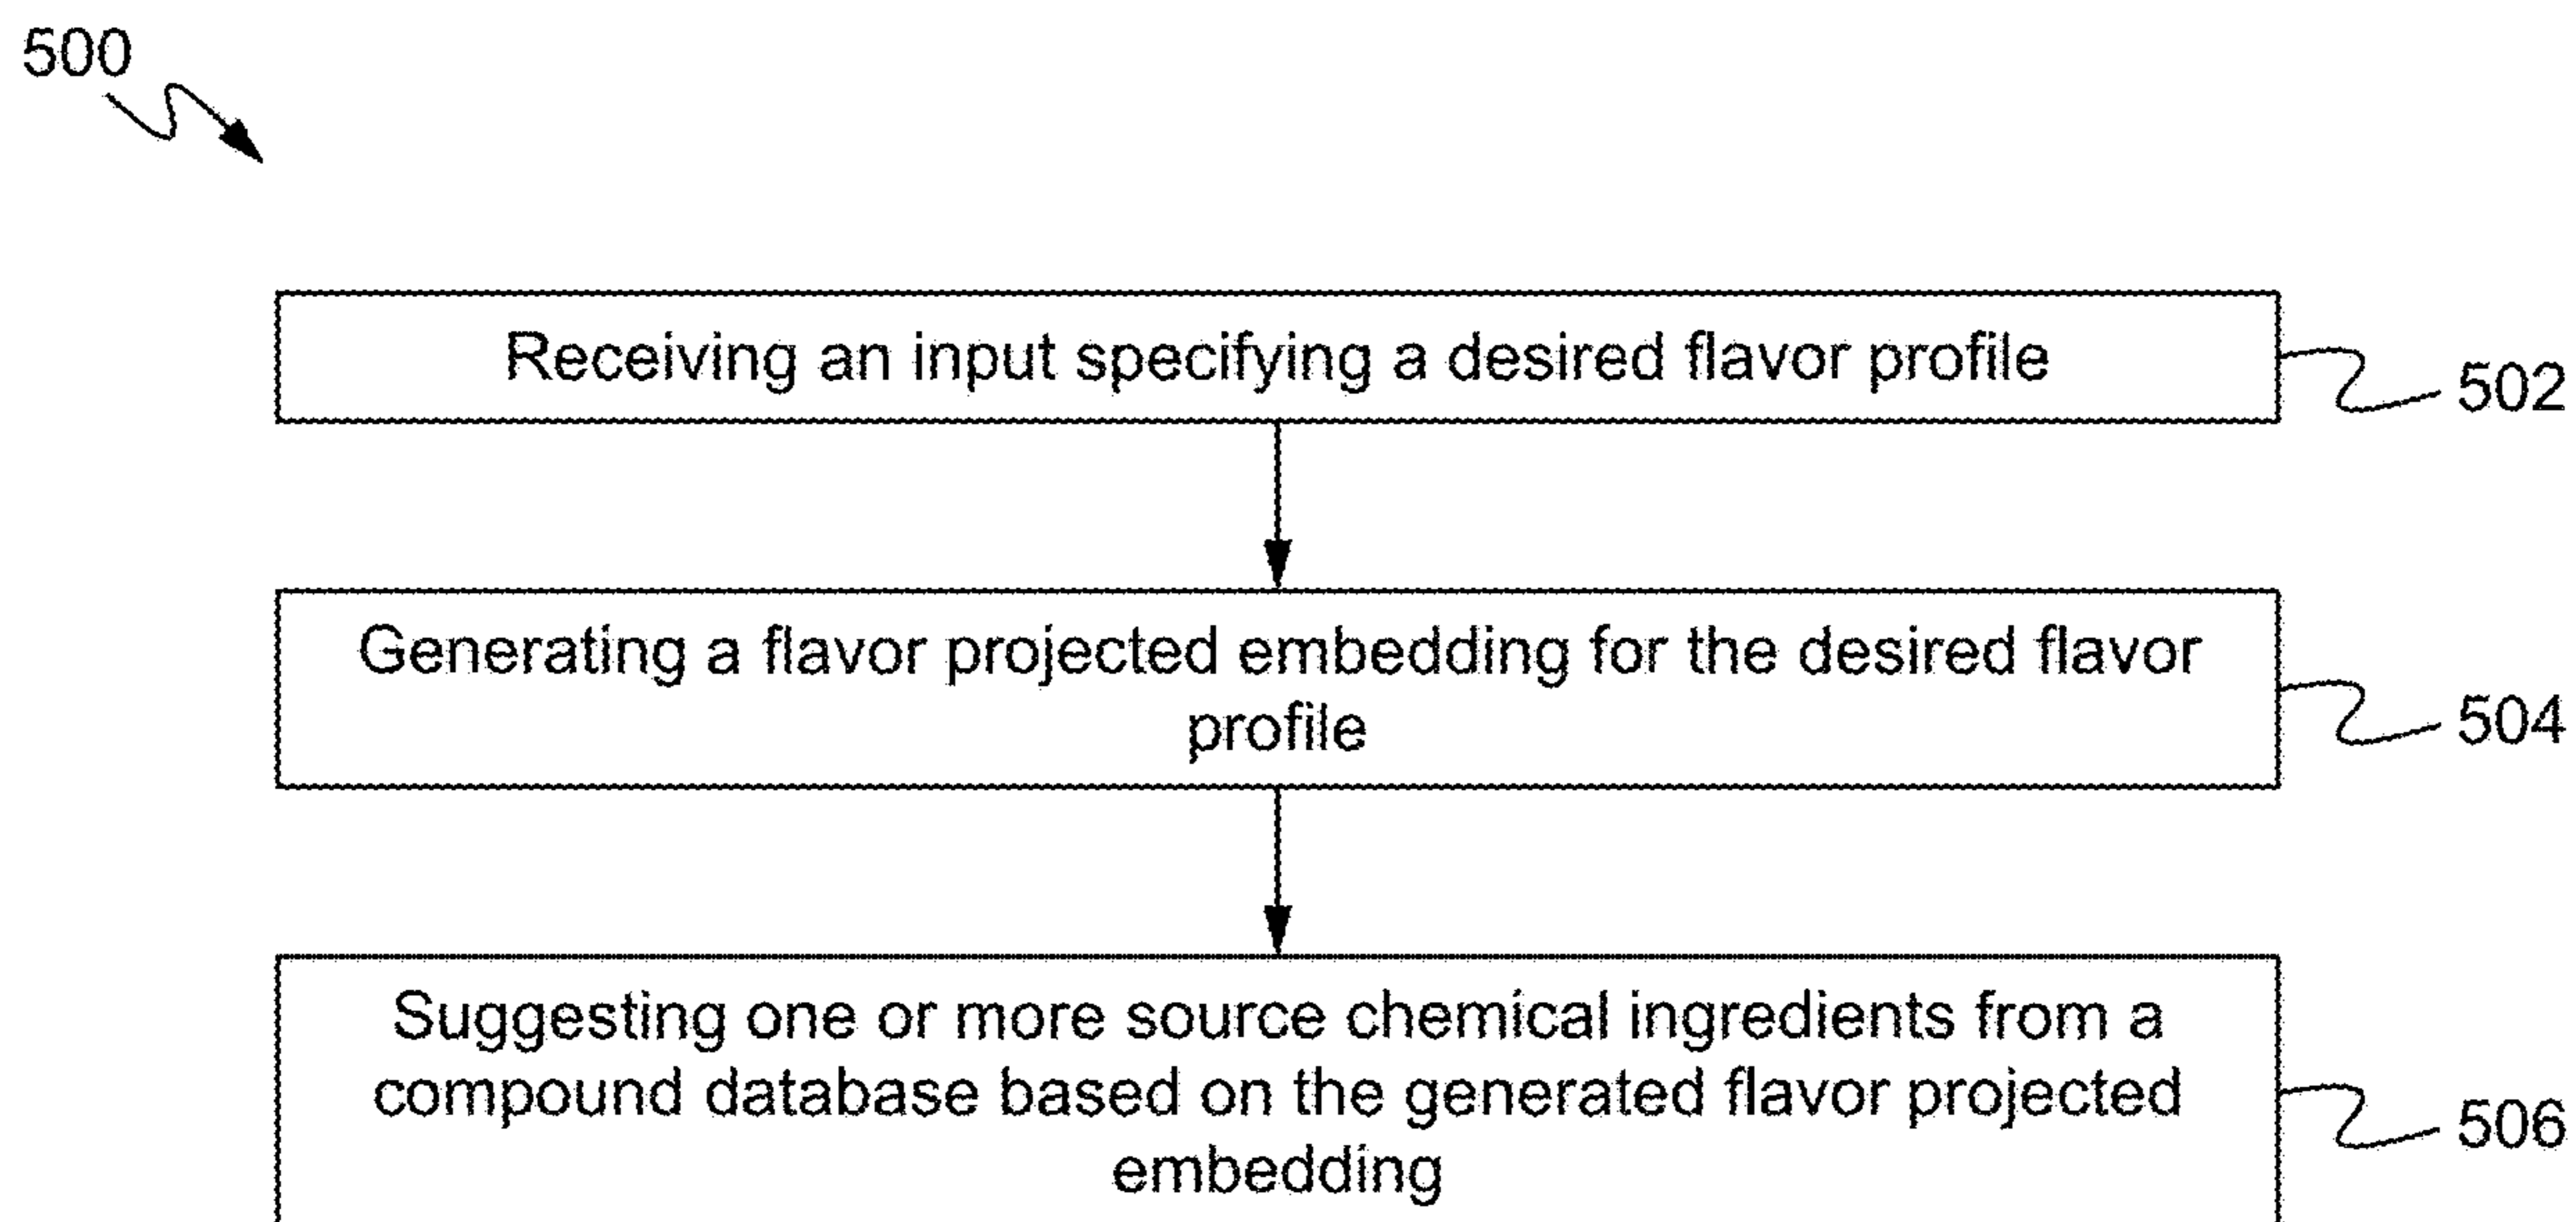 500
Receiving an input specifying a desired flavor profile
502
Generating a flavor projected embedding for the desired flavor
profile
504
Suggesting one or more source chemical ingredients from a
compound database based on the generated flavor projected
embedding
506